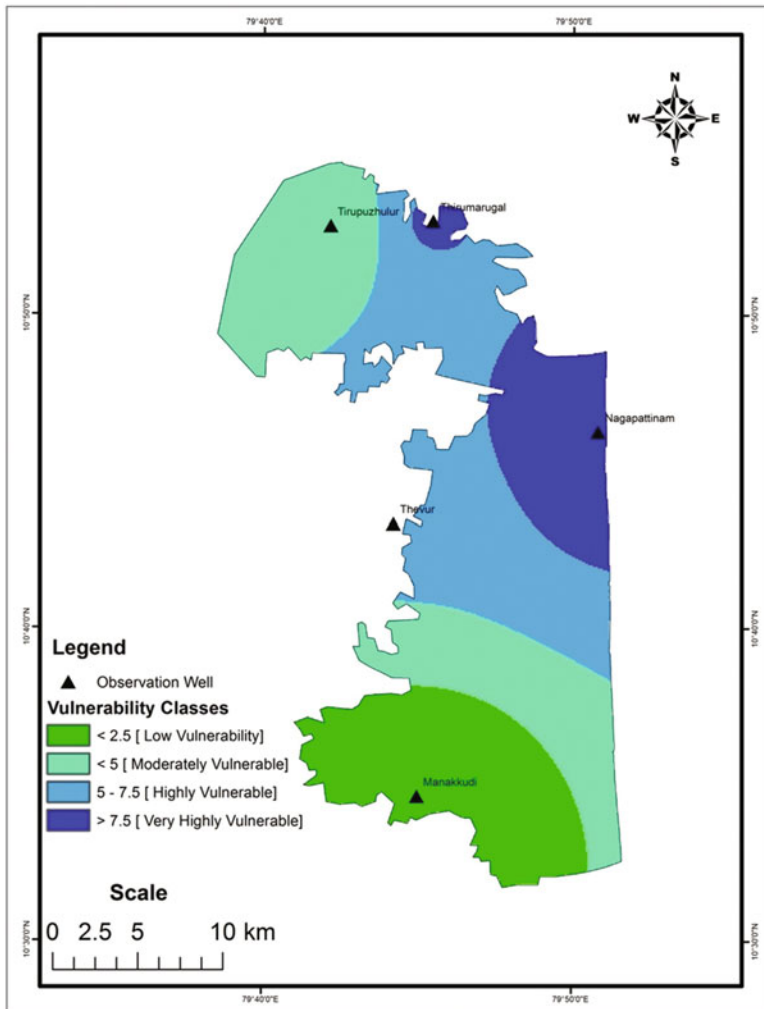 79°40'0"E
79°50'0"E
N
W
E
S
Tirupuzhulur
Thirumarugal
10°50'0"N
10°50'0"N
Nagapattinam
Thevur
10°40'0"N
10°40'0"N
Legend
Observation Well
Vulnerability Classes
< 2.5 [ Low Vulnerability]
< 5 [ Moderately Vulnerable]
5 - 7.5 [ Highly Vulnerable]
> 7.5 [ Very Highly Vulnerable]
Manakkudi
Scale
0 2.5 5 10 km
10°30'0"N
10°30'0"N
79°40'0"E
79°50'0"E